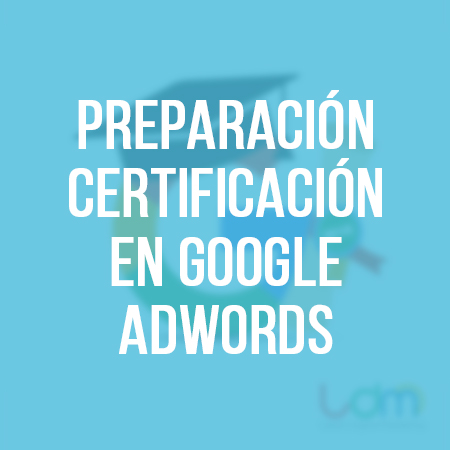 PREPARACIÓN
CERTIFICACIÓN
EN GOOGLE
ADWORDS